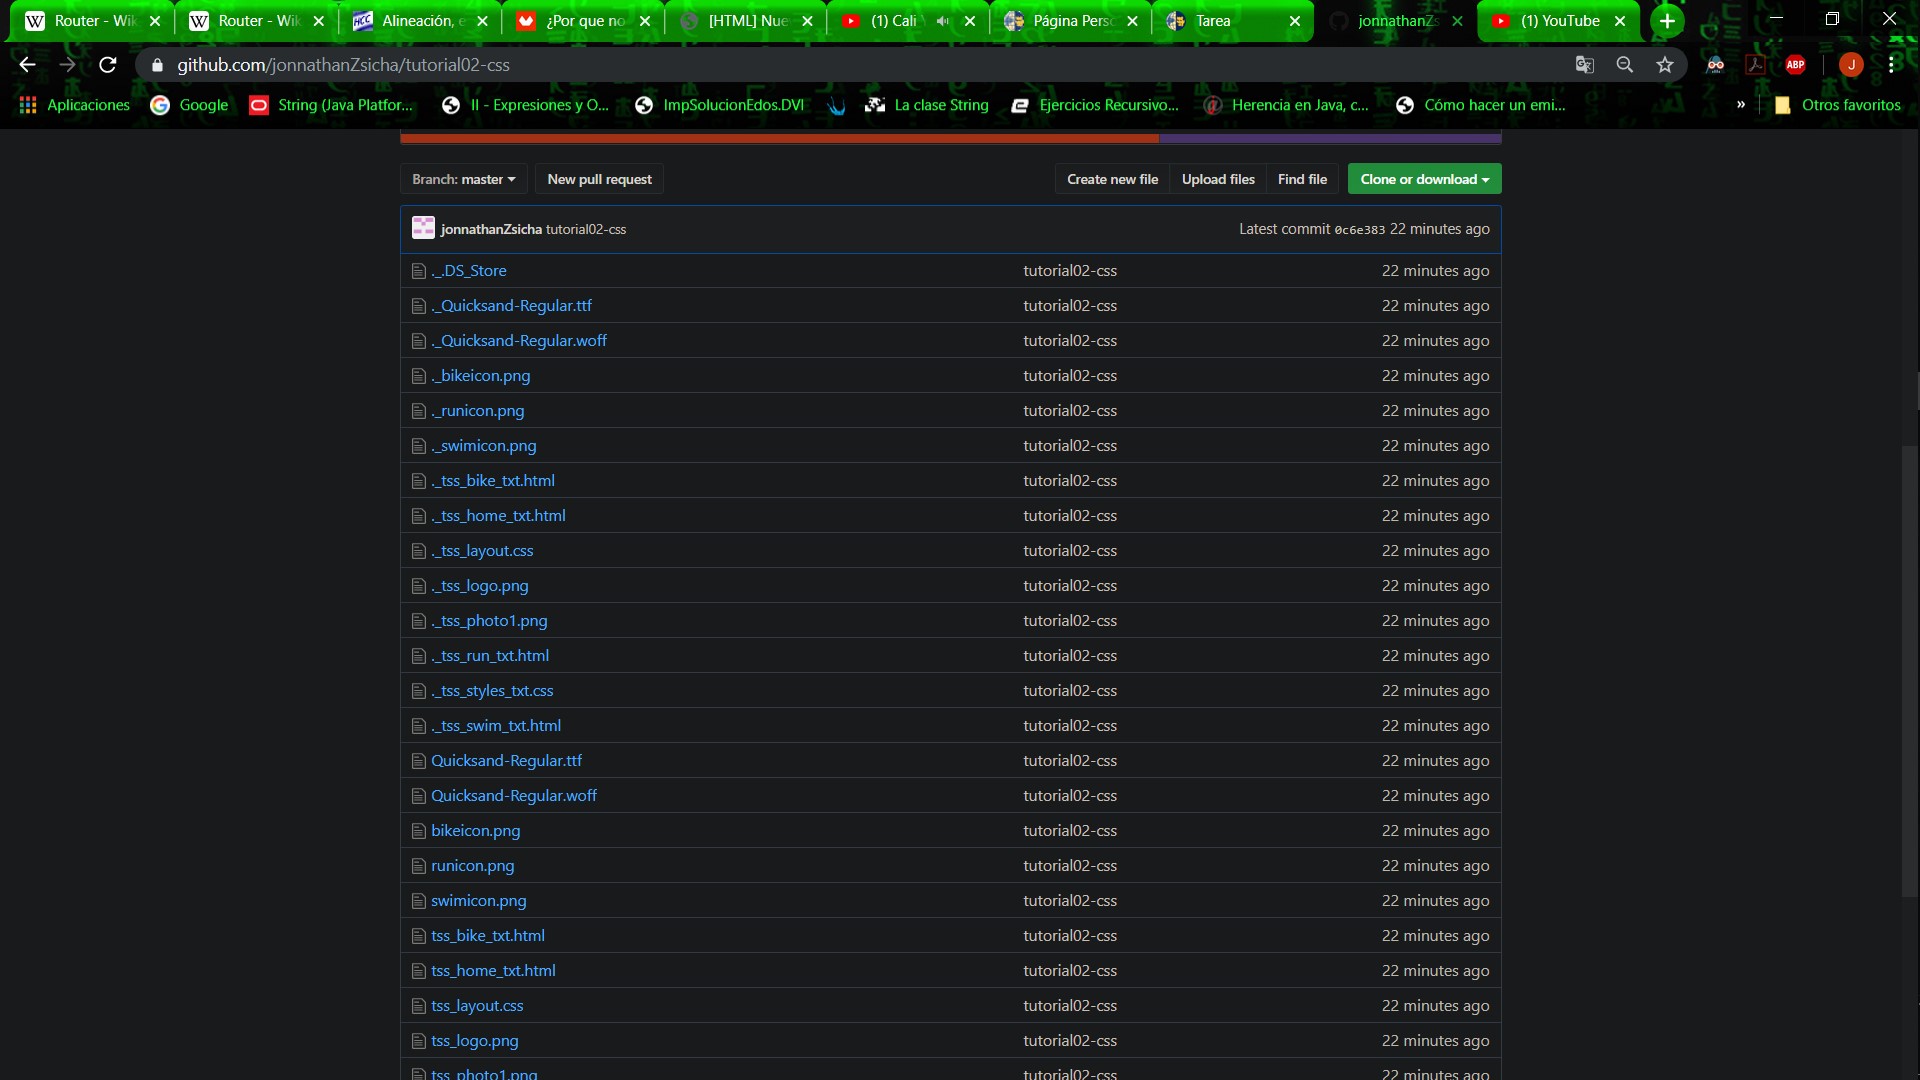 Router - Wik
Router - Wik
HCC Alineación, e
¿Por que no
[HTML] Nue
(1) Cali
Página Pers
Tarea
jonnathanZs
(1) YouTube
github.com/jonnathanZsicha/tutorial02-css
ABP
J
Aplicaciones
Google
String (Java Platfor...
II - Expresiones y O...
ImpSolucionEdos.DVI
La clase String
Ejercicios Recursivo...
Herencia en Java, c...
Cómo hacer un emi...
»
Otros favoritos
Branch: master
New pull request
Create new file
Upload files
Find file
Clone or download
jonnathanZsicha tutorial02-css
Latest commit 0c6e383 22 minutes ago
._.DS_Store tutorial02-css 22 minutes ago
._Quicksand-Regular.ttf tutorial02-css 22 minutes ago
._Quicksand-Regular.woff tutorial02-css 22 minutes ago
._bikeicon.png tutorial02-css 22 minutes ago
._runicon.png tutorial02-css 22 minutes ago
._swimicon.png tutorial02-css 22 minutes ago
._tss_bike_txt.html tutorial02-css 22 minutes ago
._tss_home_txt.html tutorial02-css 22 minutes ago
._tss_layout.css tutorial02-css 22 minutes ago
._tss_logo.png tutorial02-css 22 minutes ago
._tss_photo1.png tutorial02-css 22 minutes ago
._tss_run_txt.html tutorial02-css 22 minutes ago
._tss_styles_txt.css tutorial02-css 22 minutes ago
._tss_swim_txt.html tutorial02-css 22 minutes ago
Quicksand-Regular.ttf tutorial02-css 22 minutes ago
Quicksand-Regular.woff tutorial02-css 22 minutes ago
bikeicon.png tutorial02-css 22 minutes ago
runicon.png tutorial02-css 22 minutes ago
swimicon.png tutorial02-css 22 minutes ago
tss_bike_txt.html tutorial02-css 22 minutes ago
tss_home_txt.html tutorial02-css 22 minutes ago
tss_layout.css tutorial02-css 22 minutes ago
tss_logo.png tutorial02-css 22 minutes ago
tss_photo1.png tutorial02-css 22 minutes ago